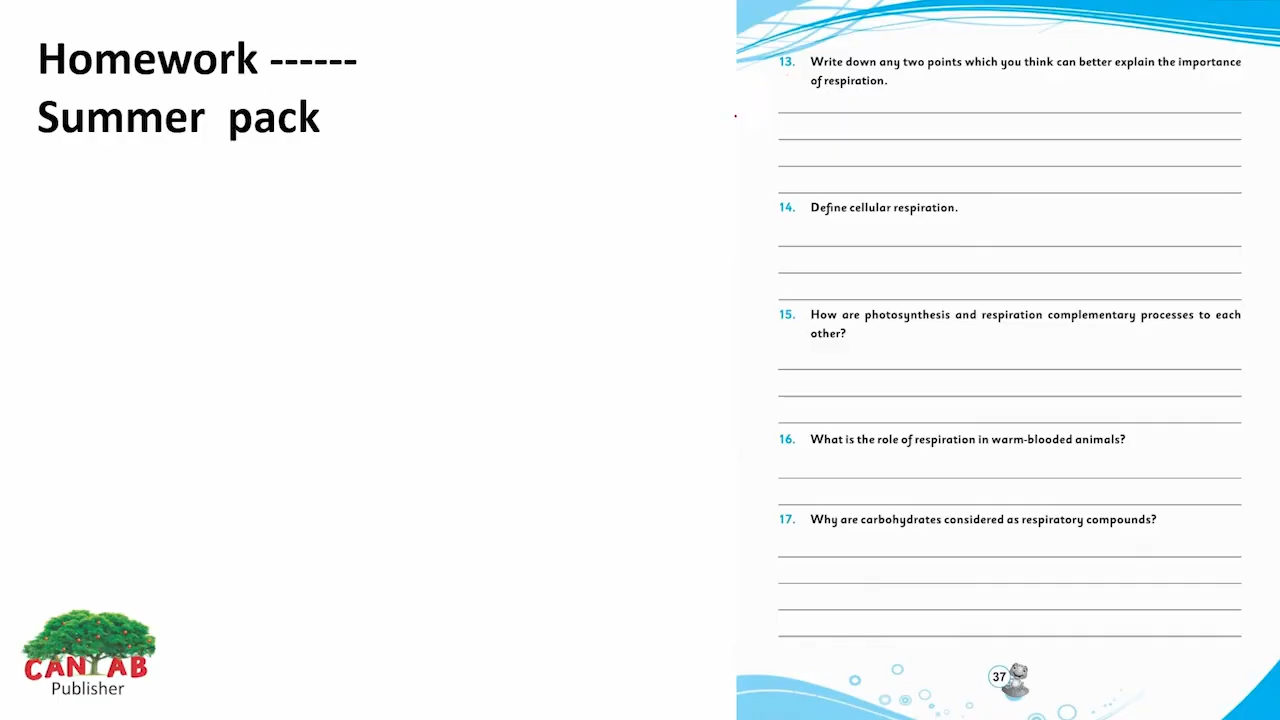 Homework ------
Summer pack
13. Write down any two points which you think can better explain the importance
of respiration.
14. Define cellular respiration.
15. How are photosynthesis and respiration complementary processes to each
other?
16. What is the role of respiration in warm-blooded animals?
17. Why are carbohydrates considered as respiratory compounds?
37
CANTAB
Publisher